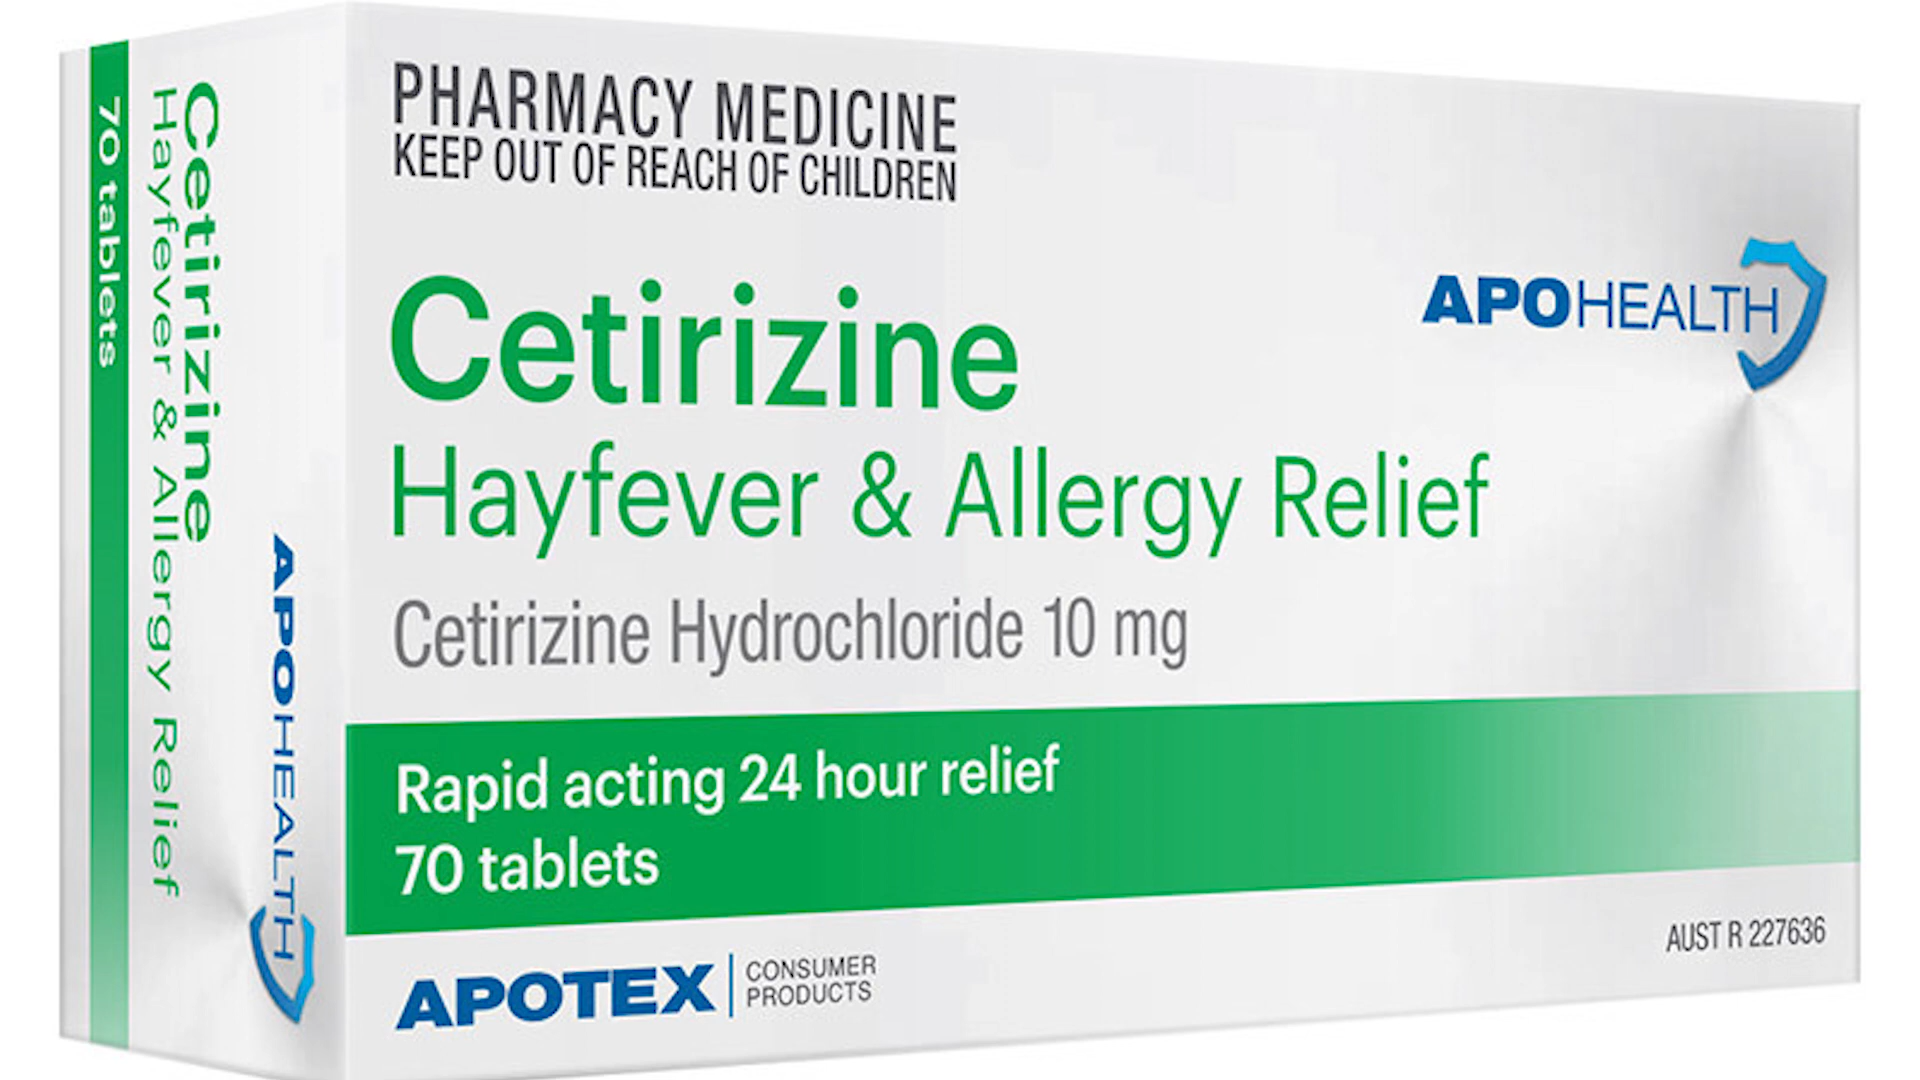 70 tablets
Cetirizine
Hayfever & Allergy Relief
APOHEALTH
PHARMACY MEDICINE
KEEP OUT OF REACH OF CHILDREN
APOHEALTH
Cetirizine
Hayfever & Allergy Relief
Cetirizine Hydrochloride 10 mg
Rapid acting 24 hour relief
70 tablets
APOTEX
CONSUMER
PRODUCTS
AUST R 227636